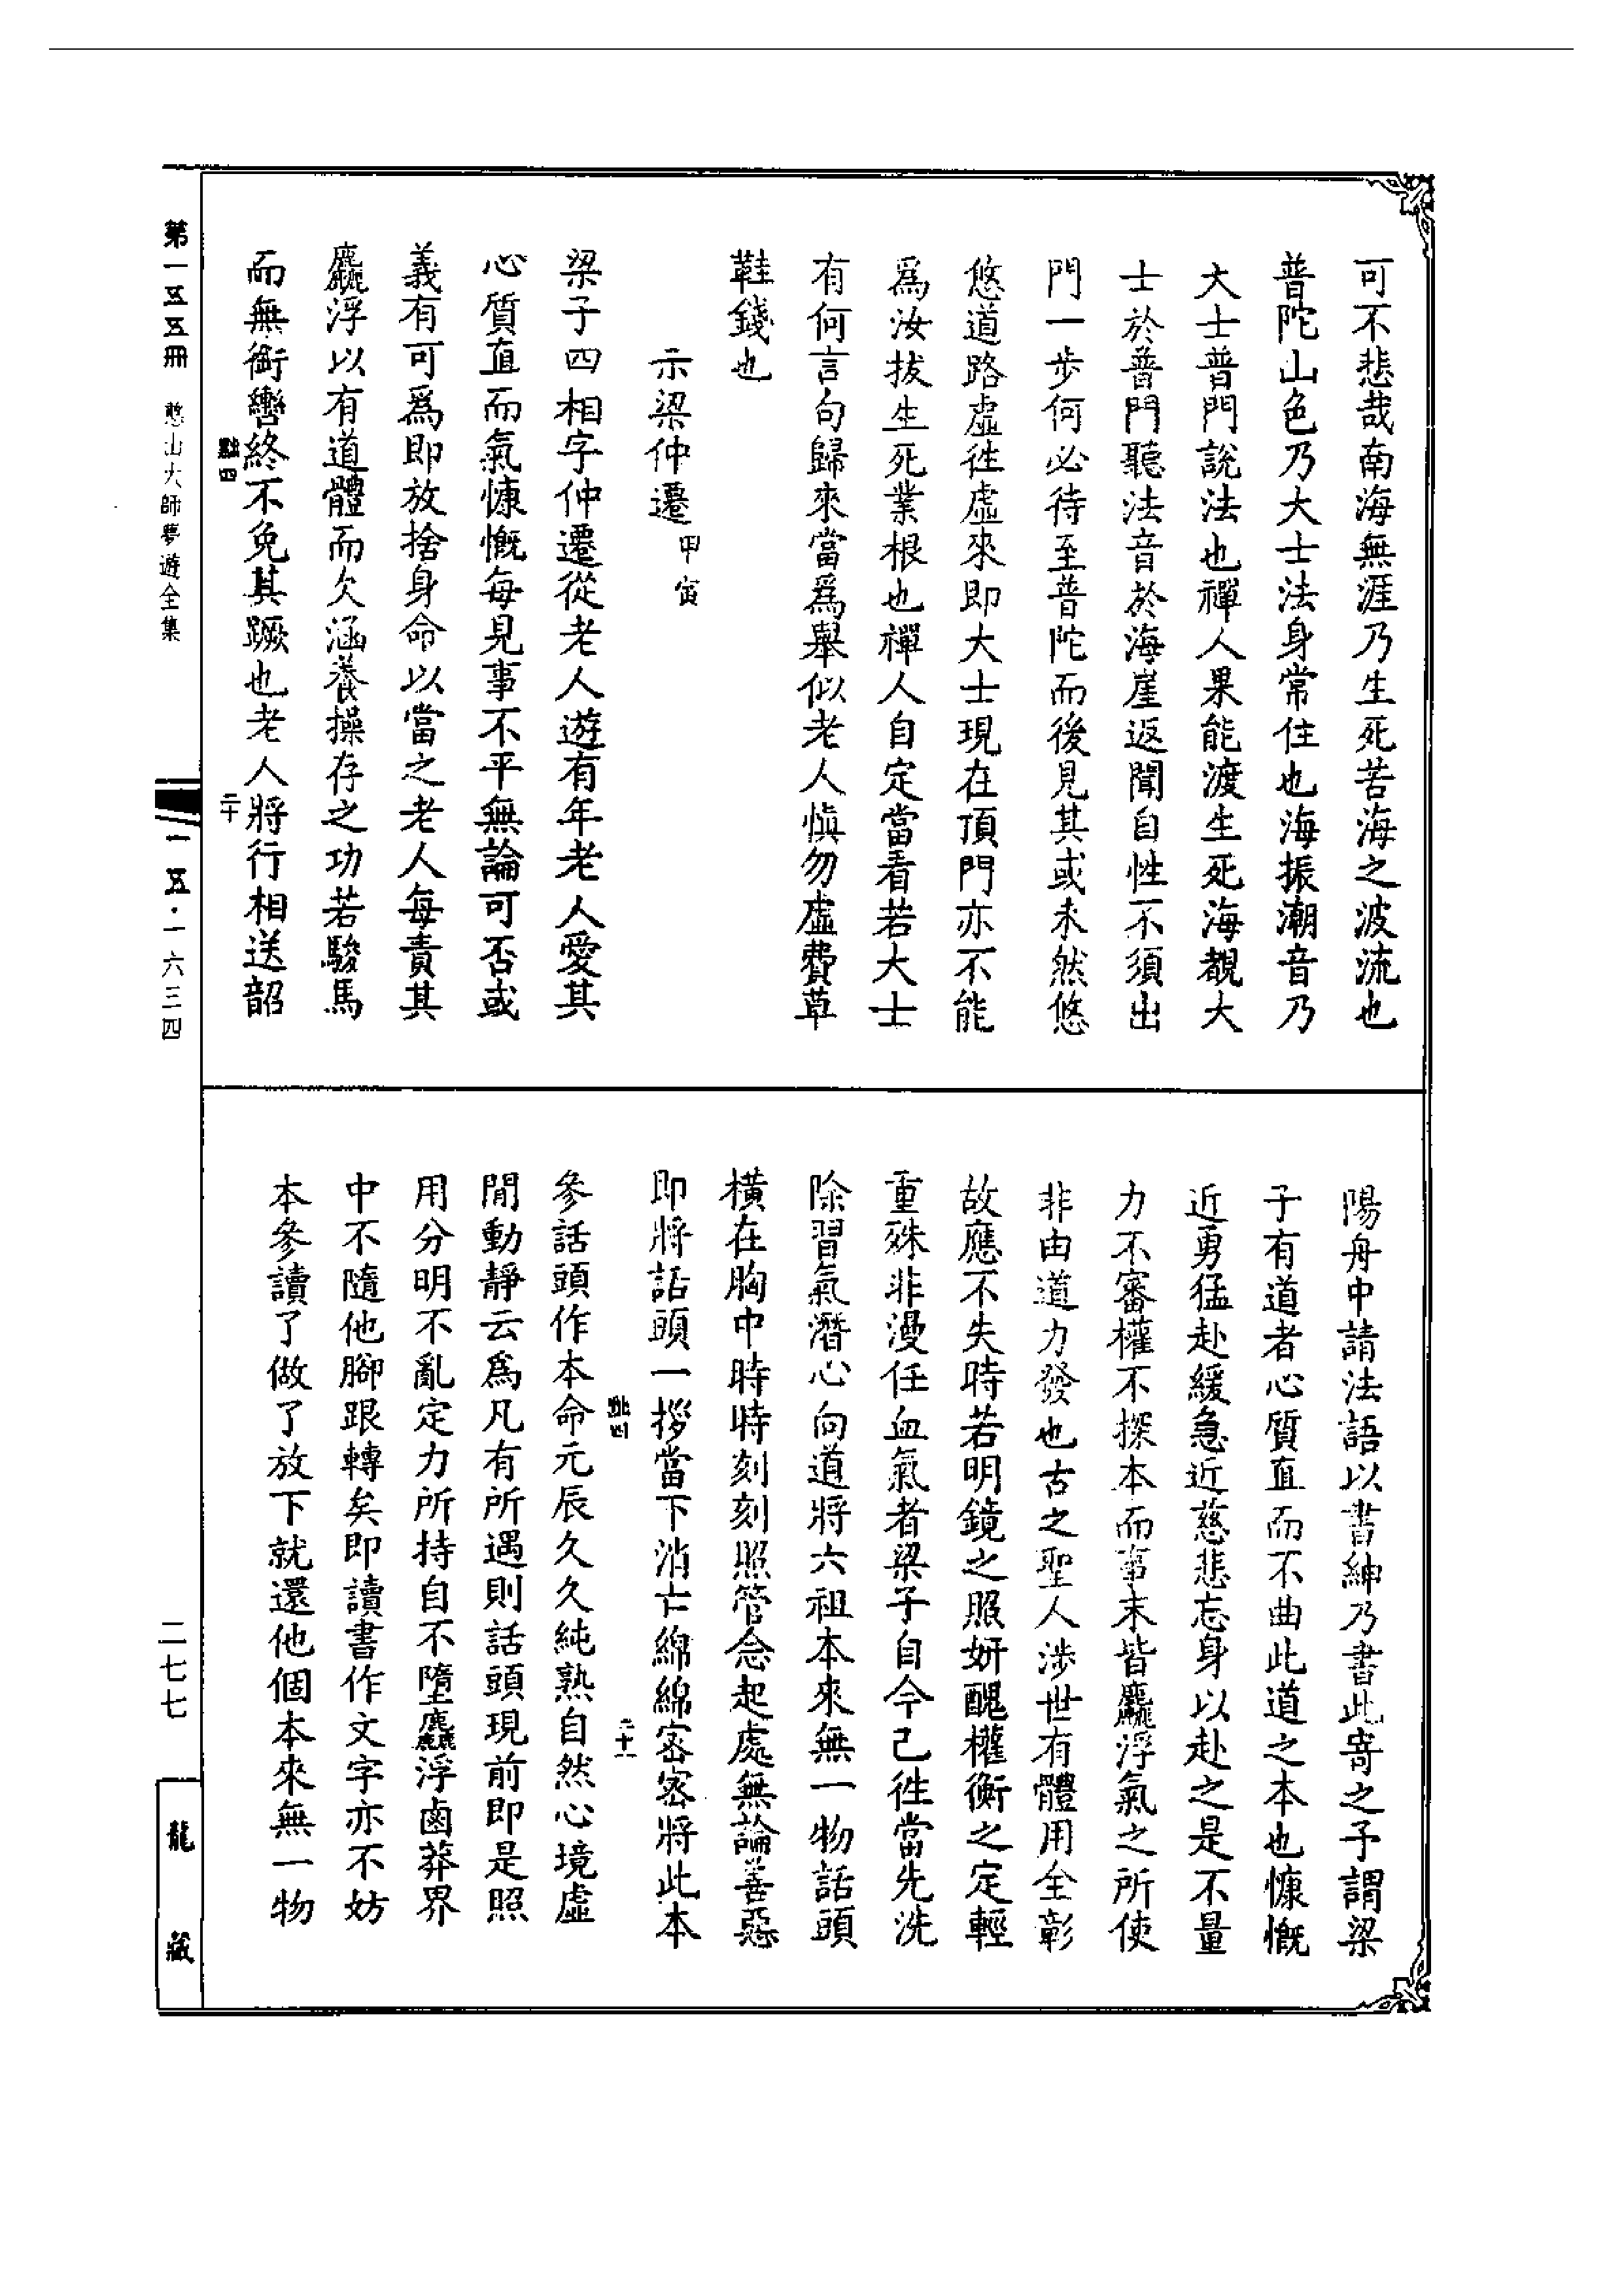 可不悲哉南海無涯乃生死苦海之波流也
普陀山色乃大士法身常住也海振潮音乃
大士普門說法也禪人果能渡生死海覩大
士於普門聽法音於海崖返聞自性不須出
門一步何必待至普陀而後見其或未然悠
悠道路虛徃虛來即大士現在頂門亦不能
爲汝拔生死業根也禪人自定當看若大士
有何言句歸來當爲舉似老人愼勿虛費草
鞋錢也
示梁仲遷甲寅
梁子四相字仲遷從老人遊有年老人愛其
心質直而氣慷慨每見事不平無論可否或
義有可爲即放捨身命以當之老人每責其
麤浮以有道體而欠涵養操存之功若駿馬
而無銜轡終不免其蹶也老人將行相送韶
陽舟中請法語以書紳乃書此寄之予謂梁
子有道者心質直而不曲此道之本也慷慨
近勇猛赴緩急近慈悲忘身以赴之是不量
力不審權不探本而事末皆麤浮氣之所使
非由道力發也古之聖人涉世有體用全彰
故應不失時若明鏡之照妍醜權衡之定輕
重殊非漫任血氣者梁子自今已徃當先洗
除習氣潛心向道將六祖本來無一物話頭
橫在胸中時時刻刻照管念起處無論善惡
即將話頭一拶當下消亡綿綿密密將此本
參話頭作本命元辰久久純熟自然心境虛
閒動靜云爲凡有所遇則話頭現前即是照
用分明不亂定力所持自不墮麤浮鹵莽界
中不隨他腳跟轉矣即讀書作文字亦不妨
本參讀了做了放下就還他個本來無一物
第一五五冊 憨山大師夢遊全集
一五·一六三四
二七七
龍藏
二十
二十一